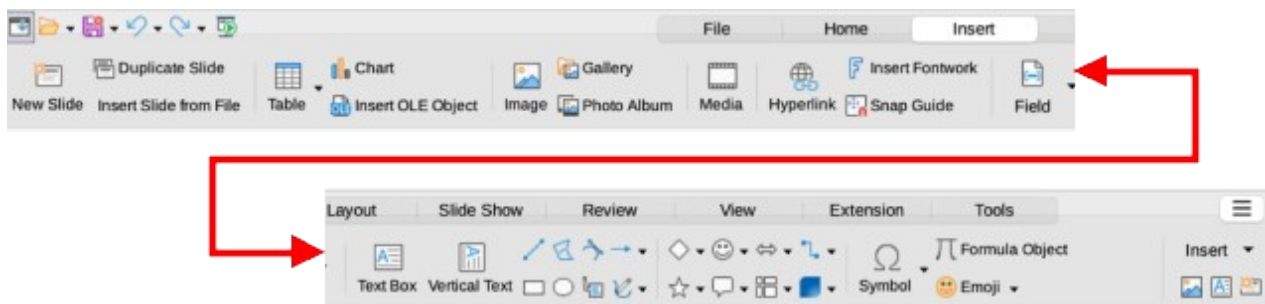 File Home Insert
Duplicate Slide Chart Gallery Insert Fontwork
New Slide Insert Slide from File Table Insert OLE Object Image Photo Album Media Hyperlink Snap Guide Field
Layout Slide Show Review View Extension Tools
Formula Object Insert
Text Box Vertical Text Symbol Emoji